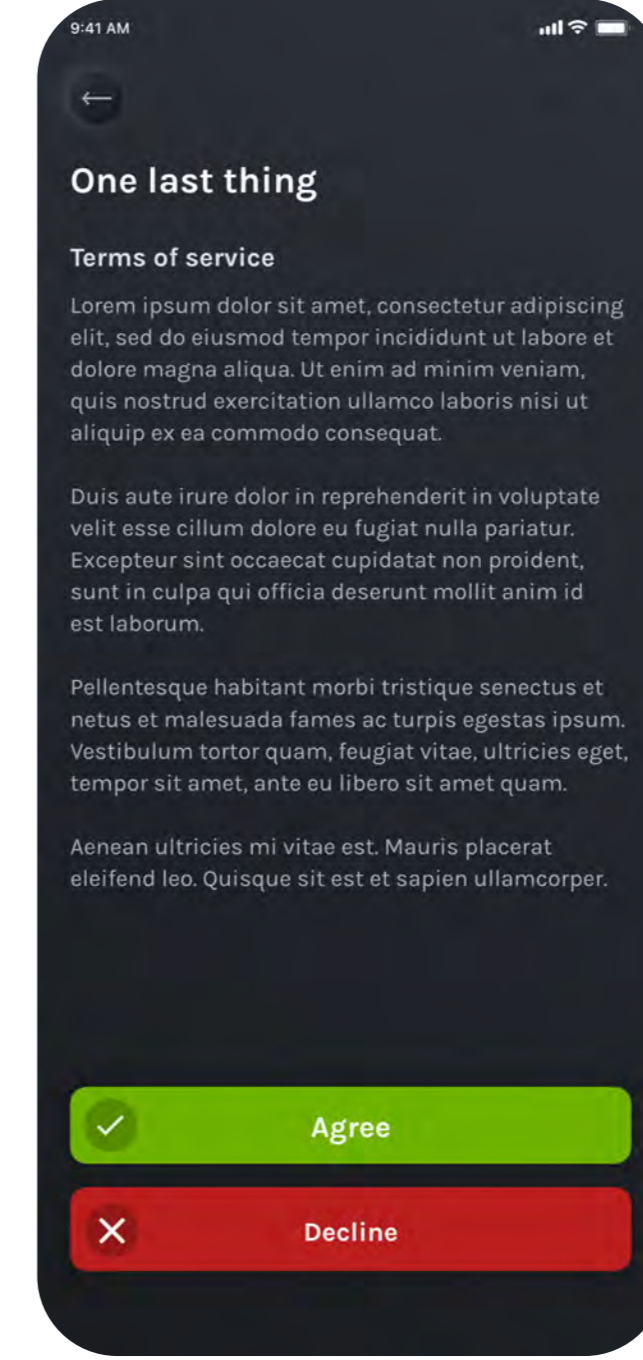 9:41 AM
One last thing
Terms of service
Lorem ipsum dolor sit amet, consectetur adipiscing
elit, sed do eiusmod tempor incididunt ut labore et
dolore magna aliqua. Ut enim ad minim veniam,
quis nostrud exercitation ullamco laboris nisi ut
aliquip ex ea commodo consequat.
Duis aute irure dolor in reprehenderit in voluptate
velit esse cillum dolore eu fugiat nulla pariatur.
Excepteur sint occaecat cupidatat non proident,
sunt in culpa qui officia deserunt mollit anim id
est laborum.
Pellentesque habitant morbi tristique senectus et
netus et malesuada fames ac turpis egestas ipsum.
Vestibulum tortor quam, feugiat vitae, ultricies eget,
tempor sit amet, ante eu libero sit amet quam.
Aenean ultricies mi vitae est. Mauris placerat
eleifend leo. Quisque sit est et sapien ullamcorper.
Agree
Decline